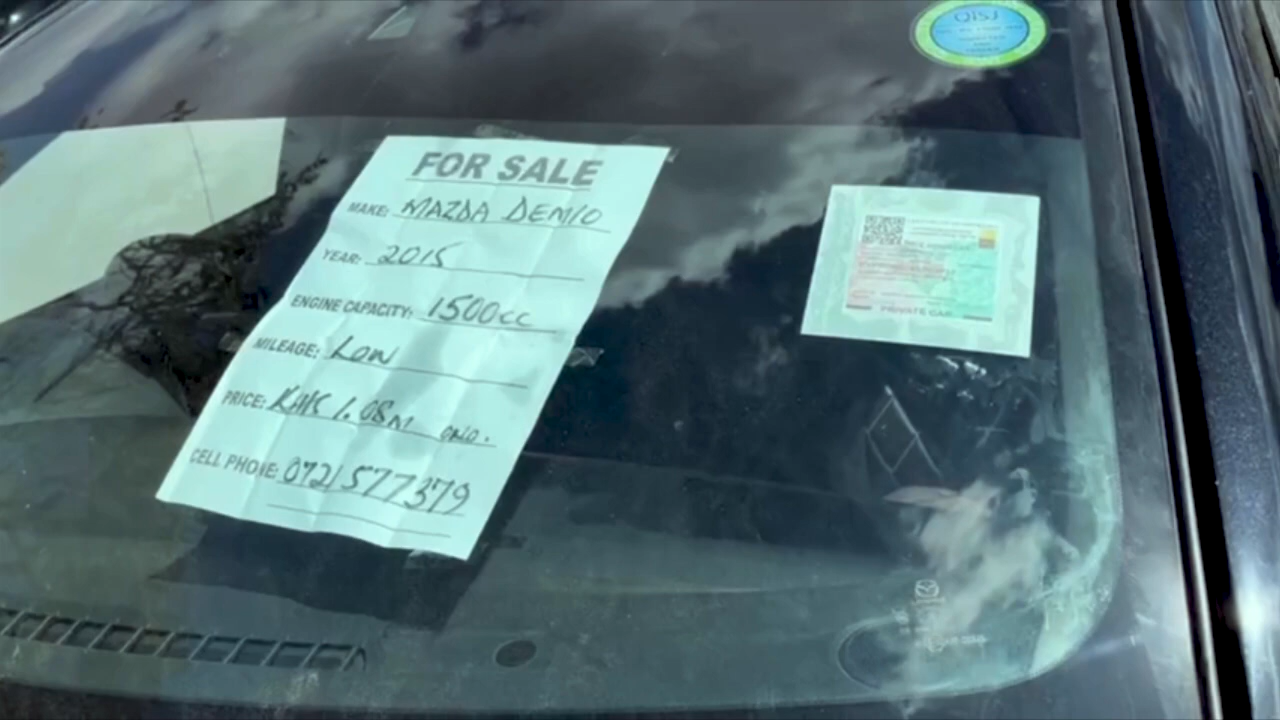 QISJ
FOR SALE
MAKE: MAZDA DEMIO
YEAR: 2015
ENGINE CAPACITY: 1500cc
MILEAGE: LOW
PRICE: KSHS 1.08M ONO.
CELL PHONE: 0721577379
PRIVATE CAR